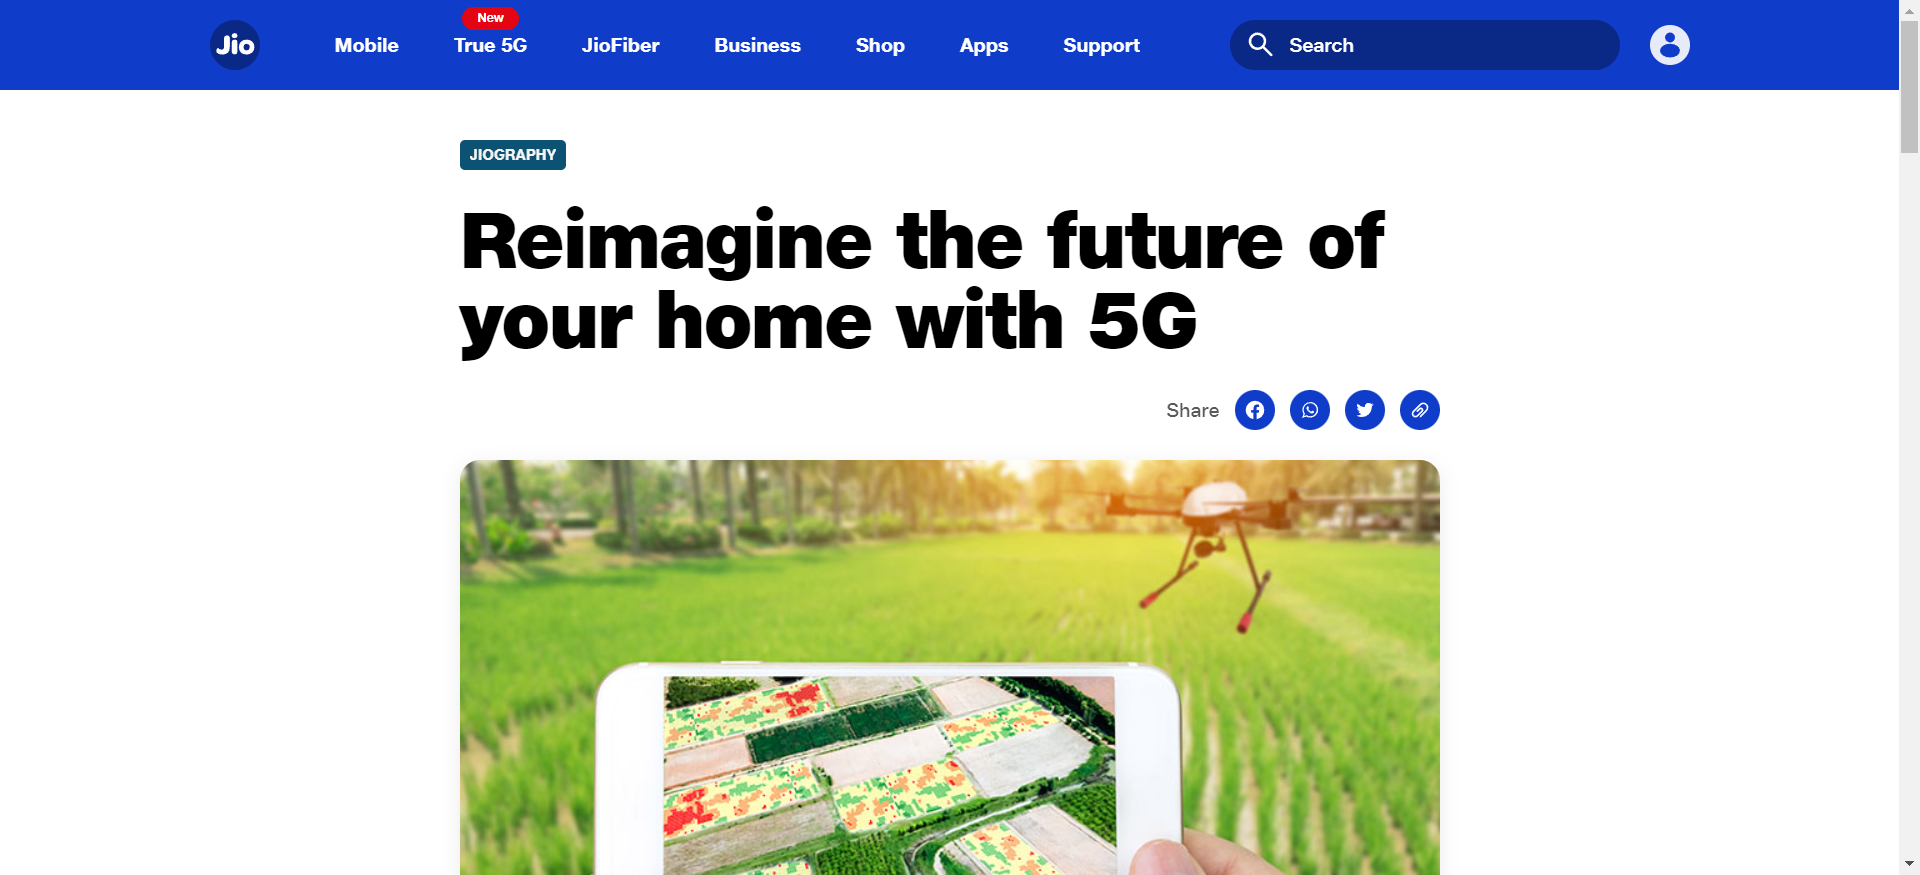 Jio
Mobile
New
True 5G
JioFiber
Business
Shop
Apps
Support
Search
JIOGRAPHY
Reimagine the future of
your home with 5G
Share